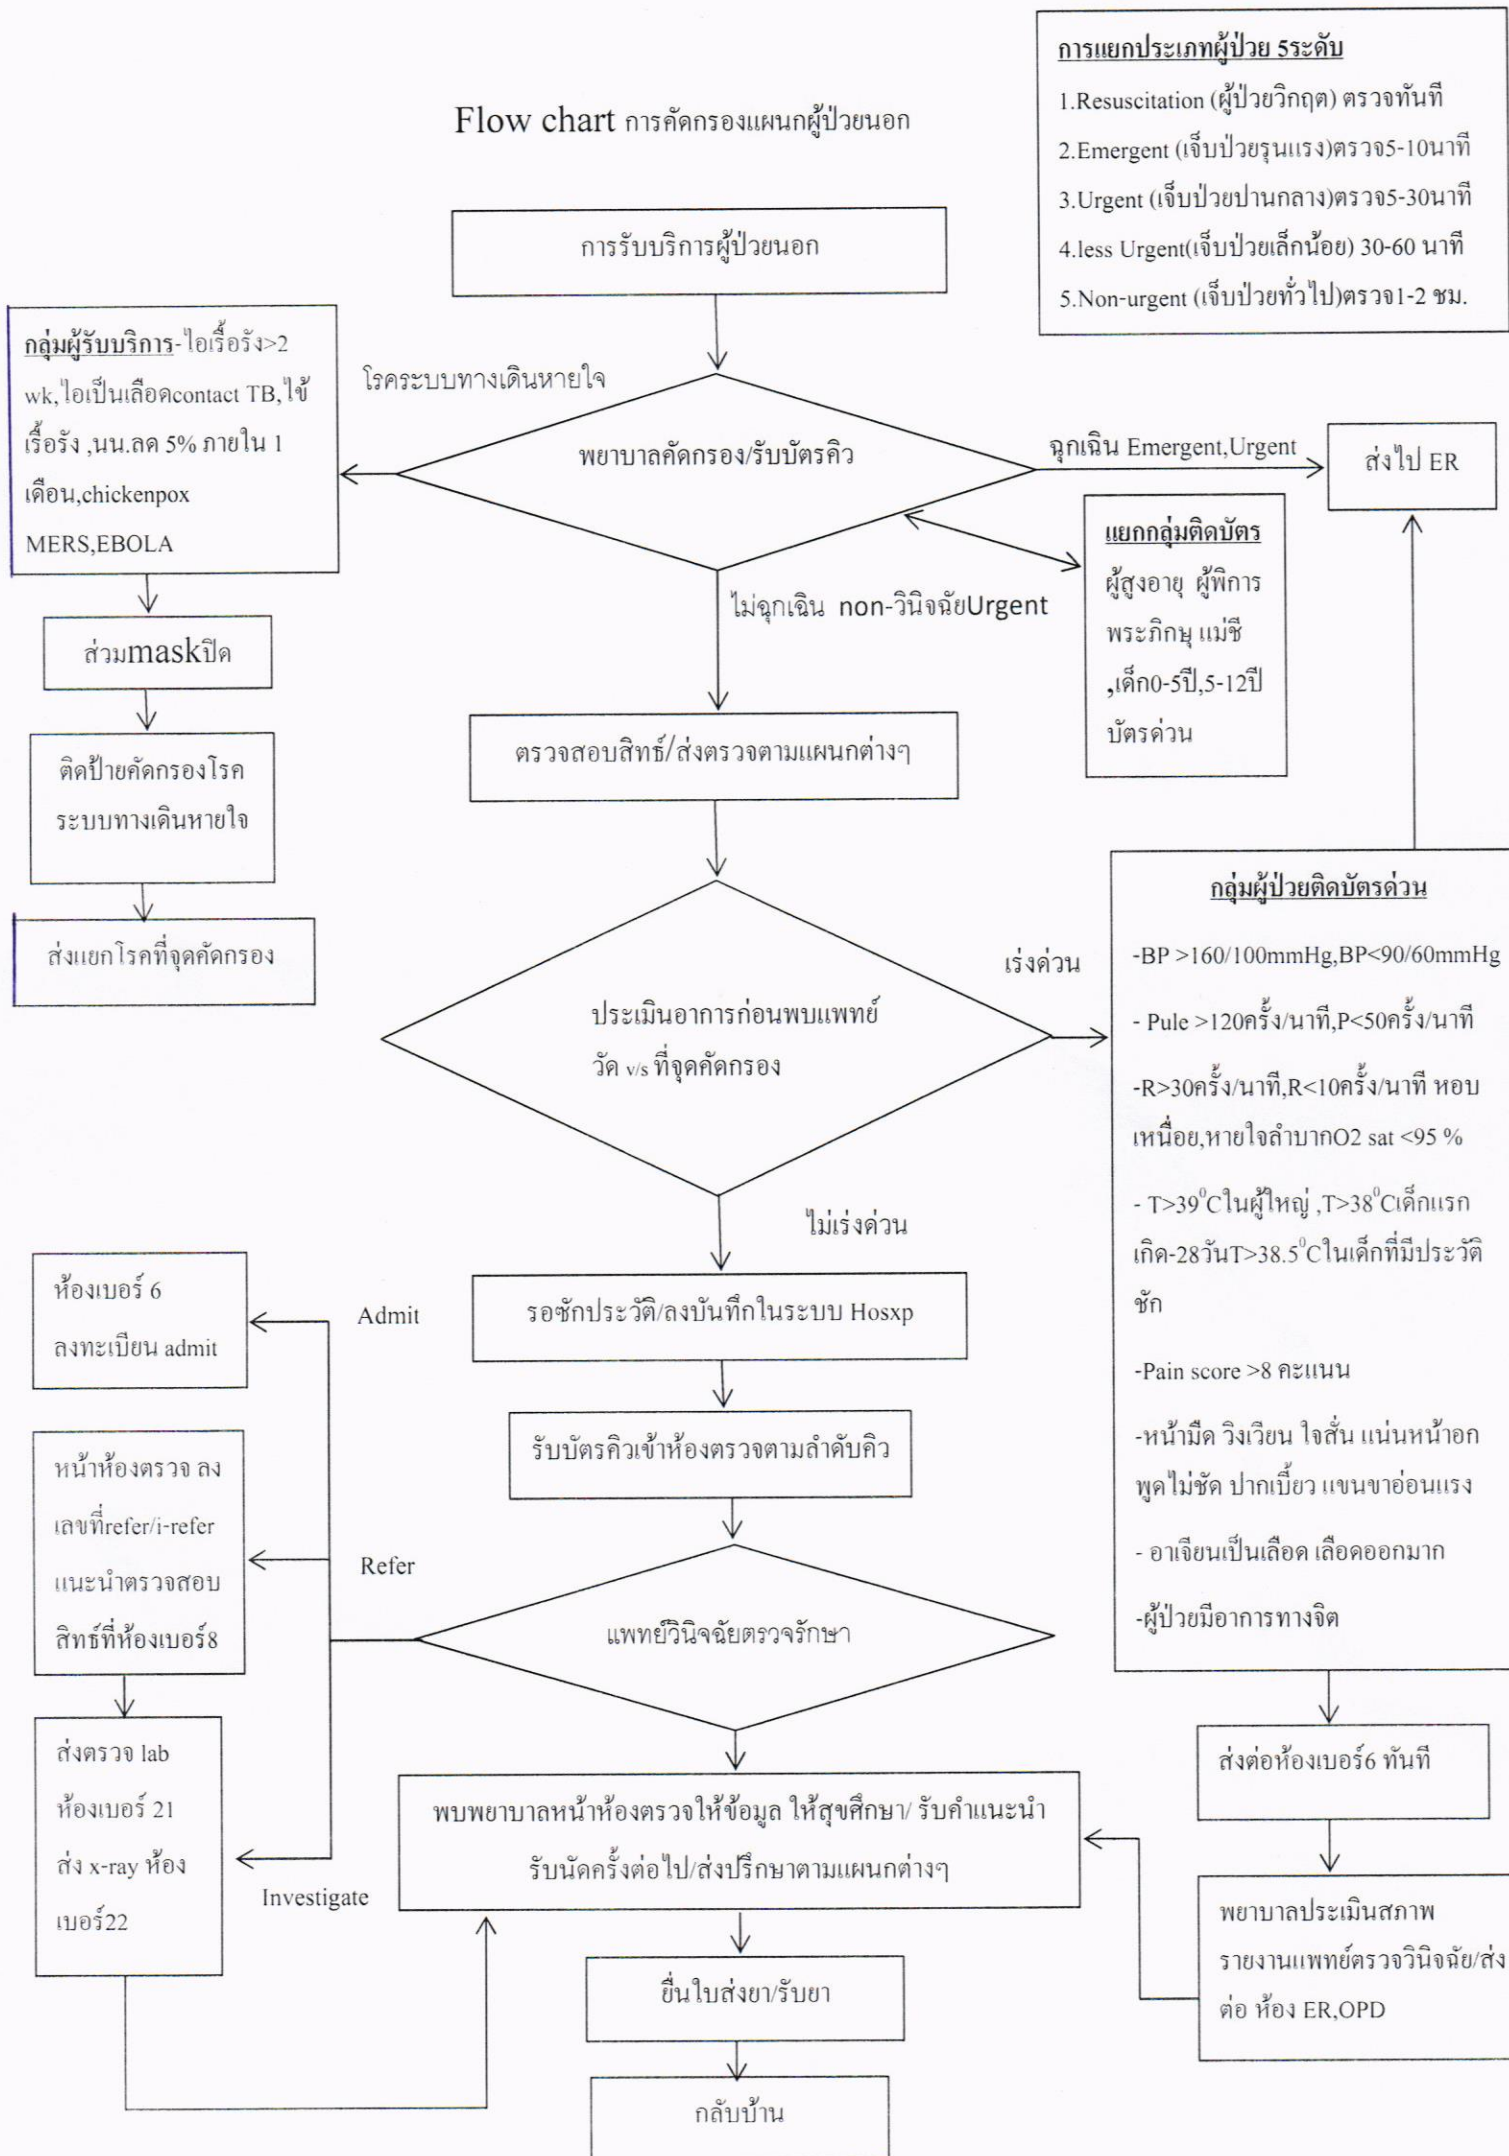 Flow chart การคัดกรองแผนกผู้ป่วยนอก
การแยกประเภทผู้ป่วย 5ระดับ
1.Resuscitation (ผู้ป่วยวิกฤต) ตรวจทันที
2.Emergent (เจ็บป่วยรุนแรง)ตรวจ5-10นาที
3.Urgent (เจ็บป่วยปานกลาง)ตรวจ5-30นาที
4.less Urgent(เจ็บป่วยเล็กน้อย) 30-60 นาที
5.Non-urgent (เจ็บป่วยทั่วไป)ตรวจ1-2 ชม.
การรับบริการผู้ป่วยนอก
กลุ่มผู้รับบริการ-ไอเรื้อรัง>2
wk,ไอเป็นเลือดcontact TB,ไข้
เรื้อรัง ,นน.ลด 5% ภายใน 1
เดือน,chickenpox
MERS,EBOLA
โรคระบบทางเดินหายใจ
พยาบาลคัดกรอง/รับบัตรคิว
ฉุกเฉิน Emergent,Urgent
ส่งไป ER
แยกกลุ่มติดบัตร
ผู้สูงอายุ ผู้พิการ
พระภิกษุ แม่ชี
,เด็ก0-5ปี,5-12ปี
บัตรด่วน
ไม่ฉุกเฉิน non-วินิจฉัยUrgent
ส่วมmaskปิด
ติดป้ายคัดกรองโรค
ระบบทางเดินหายใจ
ส่งแยกโรคที่จุดคัดกรอง
ตรวจสอบสิทธ์/ส่งตรวจตามแผนกต่างๆ
ประเมินอาการก่อนพบแพทย์
วัด v/s ที่จุดคัดกรอง
เร่งด่วน
กลุ่มผู้ป่วยติดบัตรด่วน
-BP >160/100mmHg,BP<90/60mmHg
- Pule >120ครั้ง/นาที,P<50ครั้ง/นาที
-R>30ครั้ง/นาที,R<10ครั้ง/นาที หอบ
เหนื่อย,หายใจลำบากO2 sat <95 %
- T>39⁰Cในผู้ใหญ่ ,T>38⁰Cเด็กแรก
เกิด-28วันT>38.5⁰Cในเด็กที่มีประวัติ
ชัก
-Pain score >8 คะแนน
-หน้ามืด วิงเวียน ใจสั่น แน่นหน้าอก
พูดไม่ชัด ปากเบี้ยว แขนขาอ่อนแรง
- อาเจียนเป็นเลือด เลือดออกมาก
-ผู้ป่วยมีอาการทางจิต
ไม่เร่งด่วน
รอซักประวัติ/ลงบันทึกในระบบ Hosxp
รับบัตรคิวเข้าห้องตรวจตามลำดับคิว
แพทย์วินิจฉัยตรวจรักษา
Admit
ห้องเบอร์ 6
ลงทะเบียน admit
Refer
หน้าห้องตรวจ ลง
เลขที่refer/i-refer
แนะนำตรวจสอบ
สิทธ์ที่ห้องเบอร์8
Investigate
ส่งตรวจ lab
ห้องเบอร์ 21
ส่ง x-ray ห้อง
เบอร์22
พบพยาบาลหน้าห้องตรวจให้ข้อมูล ให้สุขศึกษา/ รับคำแนะนำ
รับนัดครั้งต่อไป/ส่งปรึกษาตามแผนกต่างๆ
ส่งต่อห้องเบอร์6 ทันที
พยาบาลประเมินสภาพ
รายงานแพทย์ตรวจวินิจฉัย/ส่ง
ต่อ ห้อง ER,OPD
ยื่นใบส่งยา/รับยา
กลับบ้าน